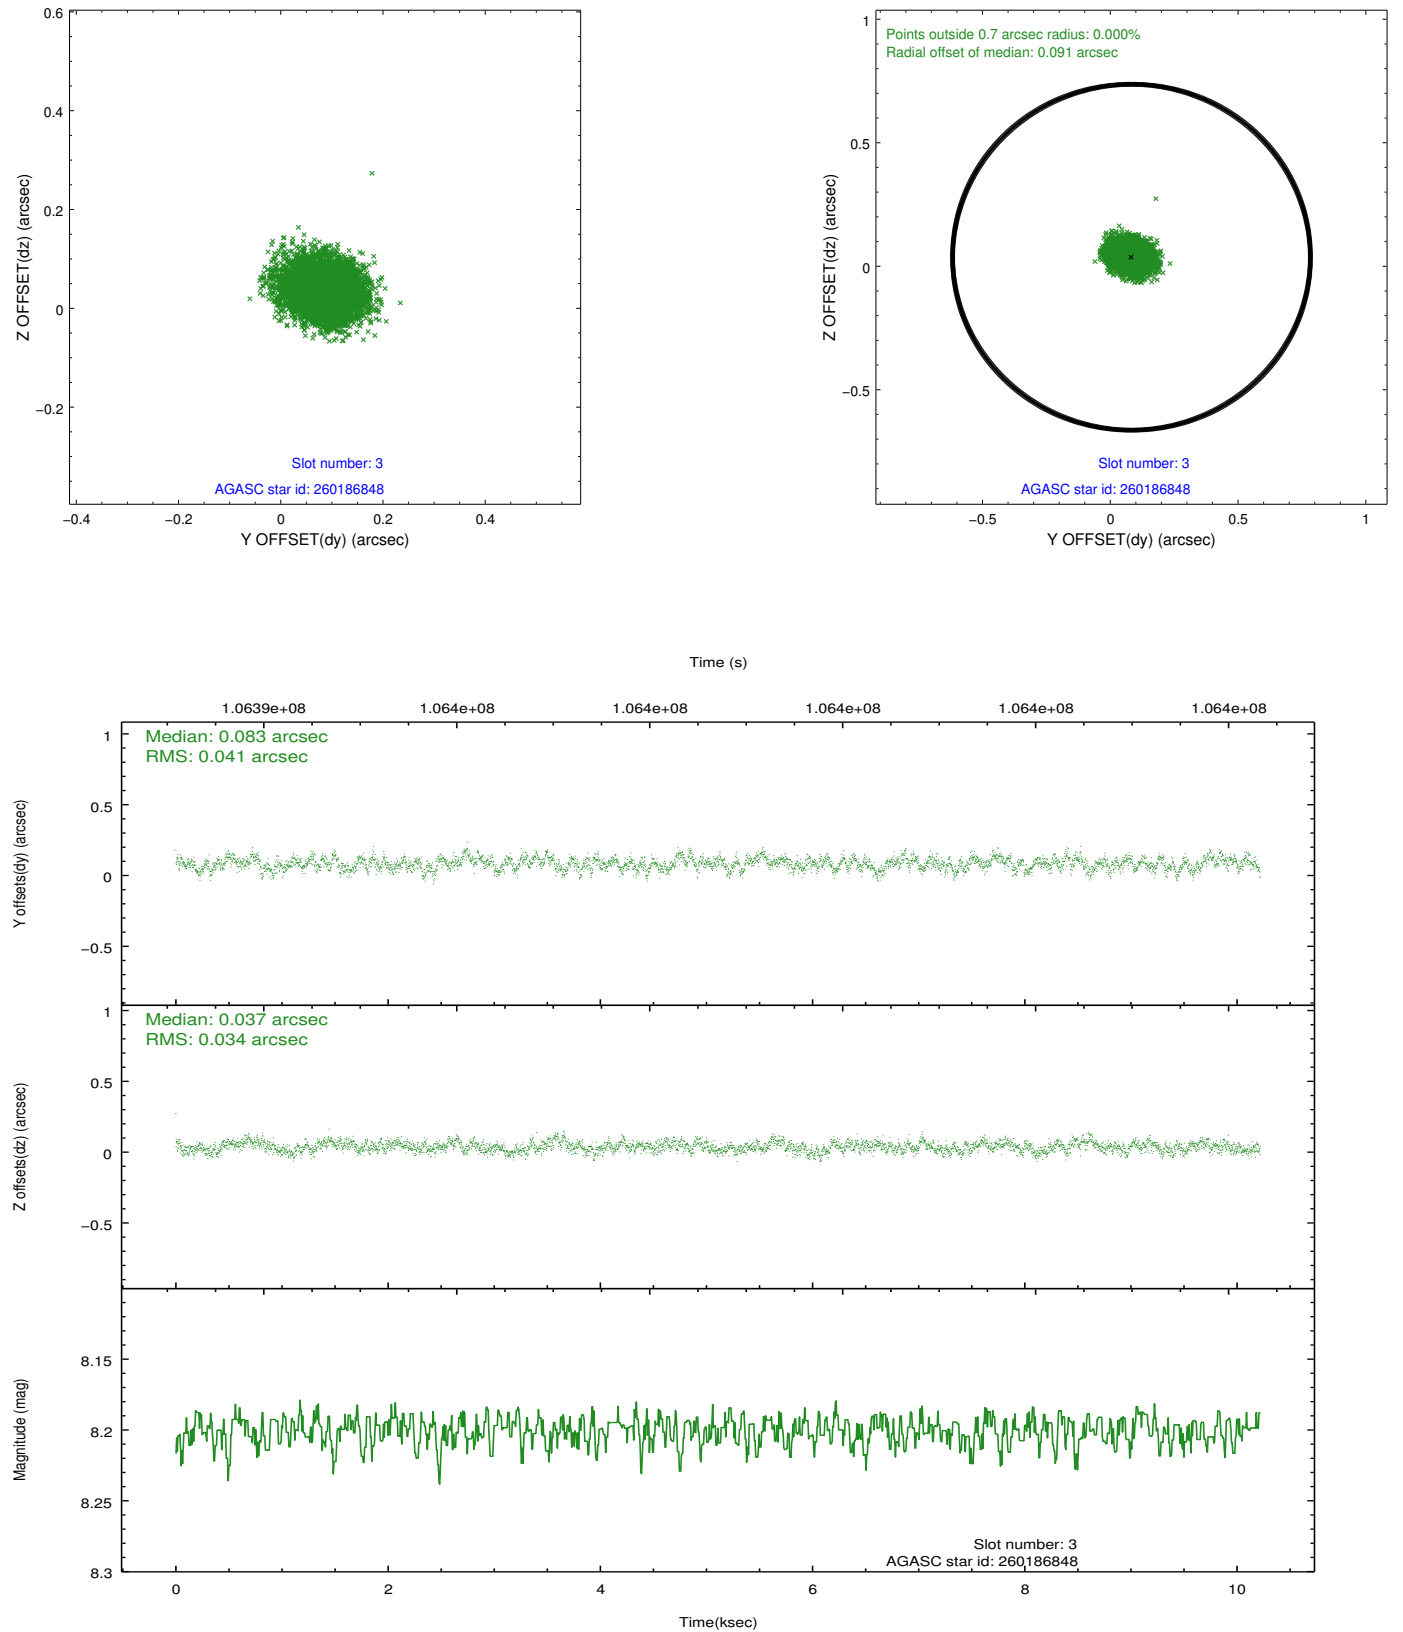 0.6
0.4
0.2
0
−0.2
Z OFFSET(dz) (arcsec)
Slot number: 3
AGASC star id: 260186848
−0.4 −0.2 0 0.2 0.4
Y OFFSET(dy) (arcsec)
1
0.5
0
−0.5
Z OFFSET(dz) (arcsec)
Points outside 0.7 arcsec radius: 0.000%
Radial offset of median: 0.091 arcsec
Slot number: 3
AGASC star id: 260186848
−0.5 0 0.5 1
Y OFFSET(dy) (arcsec)
Time (s)
1.0639e+08 1.064e+08 1.064e+08 1.064e+08 1.064e+08 1.064e+08
Median: 0.083 arcsec
RMS: 0.041 arcsec
1
0.5
0
−0.5
Y offsets(dy) (arcsec)
Median: 0.037 arcsec
RMS: 0.034 arcsec
1
0.5
0
−0.5
Z offsets(dz) (arcsec)
8.15
8.2
8.25
8.3
Magnitude (mag)
Slot number: 3
AGASC star id: 260186848
0 2 4 6 8 10
Time(ksec)